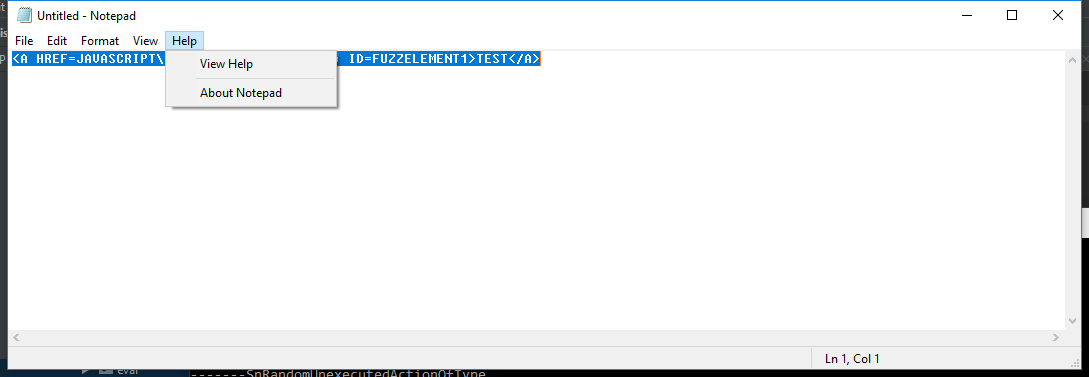 Untitled - Notepad
File Edit Format View Help
<A HREF=JAVASCRIPT\ ID=FUZZELEMENT1>TEST</A>
View Help
About Notepad
Ln 1, Col 1
eval
-------SnRandomUnexecutedActionOfType